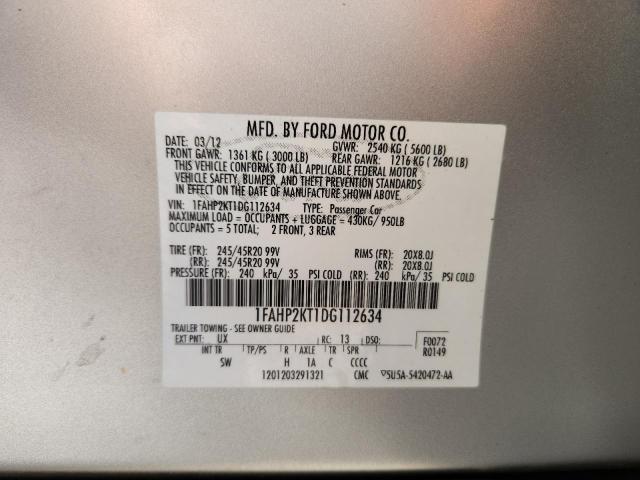 MFD. BY FORD MOTOR CO.
DATE: 03/12 GVWR: 2540 KG ( 5600 LB)
FRONT GAWR: 1361 KG ( 3000 LB) REAR GAWR: 1216 KG ( 2680 LB)
THIS VEHICLE CONFORMS TO ALL APPLICABLE FEDERAL MOTOR
VEHICLE SAFETY, BUMPER, AND THEFT PREVENTION STANDARDS
IN EFFECT ON THE DATE OF MANUFACTURE SHOWN ABOVE.
VIN: 1FAHP2KT1DG112634 TYPE: Passenger Car
MAXIMUM LOAD = OCCUPANTS + LUGGAGE = 430KG/ 950LB
OCCUPANTS = 5 TOTAL; 2 FRONT, 3 REAR
TIRE (FR): 245/45R20 99V RIMS (FR): 20X8.0J
(RR): 245/45R20 99V (RR): 20X8.0J
PRESSURE (FR): 240 kPa/ 35 PSI COLD (RR): 240 kPa/ 35 PSI COLD
1FAHP2KT1DG112634
TRAILER TOWING - SEE OWNER GUIDE
EXT PNT: UX RC: 13 DSO: F0072
INT TR TP/PS R AXLE TR SPR R0149
SW H 1A C CCCC
1201203291321 CMC ▽5U5A-5420472-AA